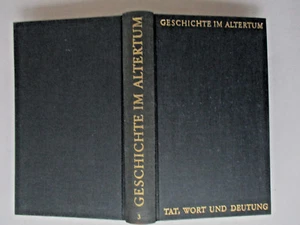 GESCHICHTE IM ALTERTUM
GESCHICHTE IM ALTERTUM
3
TAT, WORT UND DEUTUNG